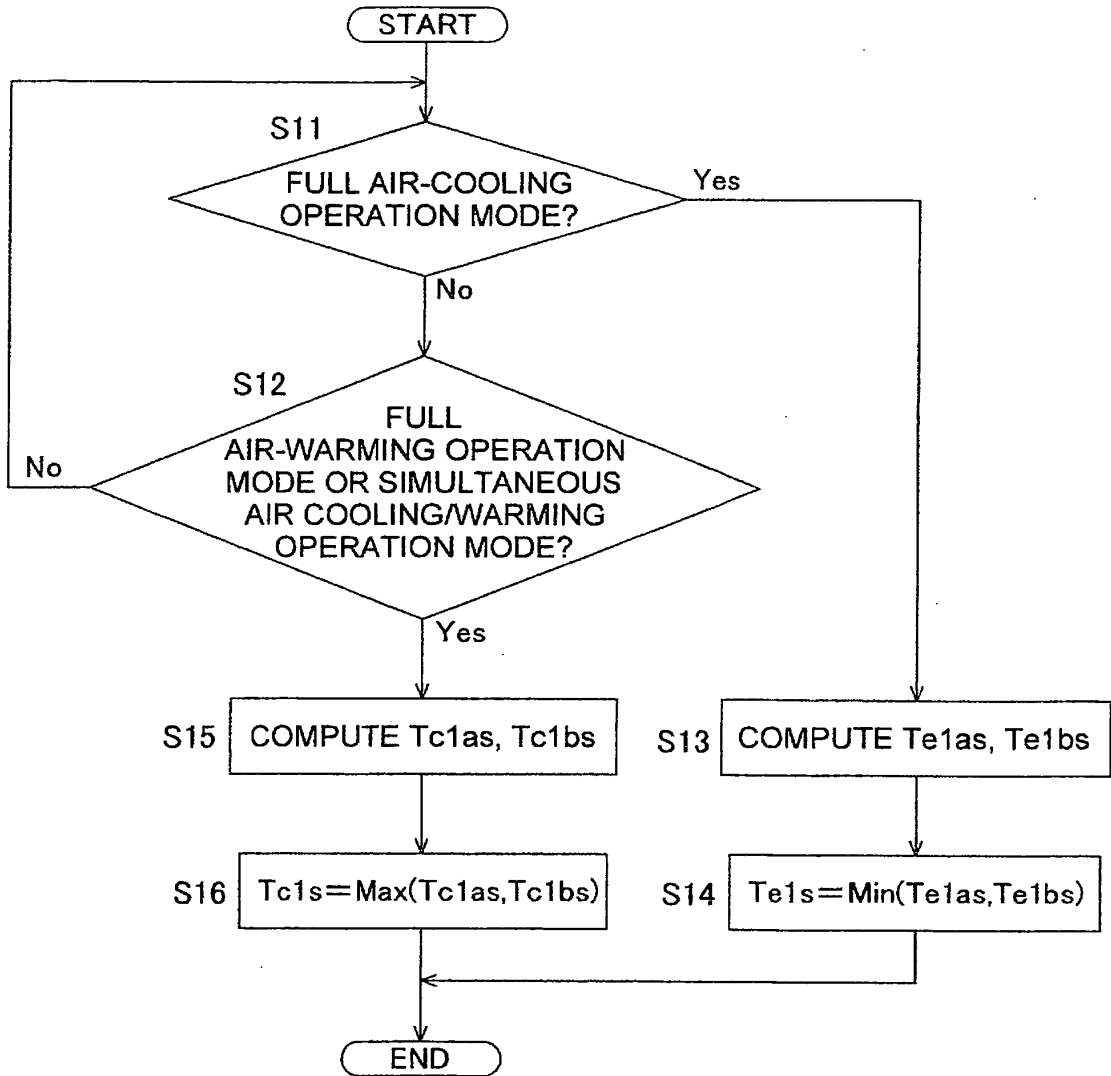 START
S11
FULL AIR-COOLING
OPERATION MODE?
Yes
No
S12
FULL
AIR-WARMING OPERATION
MODE OR SIMULTANEOUS
AIR COOLING/WARMING
OPERATION MODE?
No
Yes
S15
COMPUTE Tc1as, Tc1bs
S13
COMPUTE Te1as, Te1bs
S16
Tc1s=Max(Tc1as,Tc1bs)
S14
Te1s=Min(Te1as,Te1bs)
END